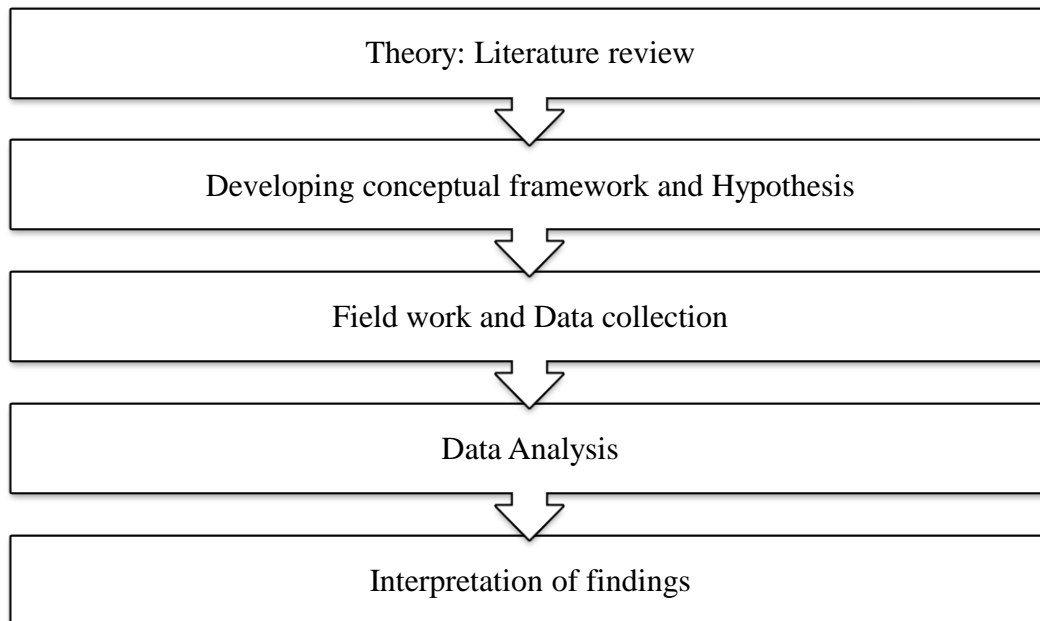 Theory: Literature review
Developing conceptual framework and Hypothesis
Field work and Data collection
Data Analysis
Interpretation of findings